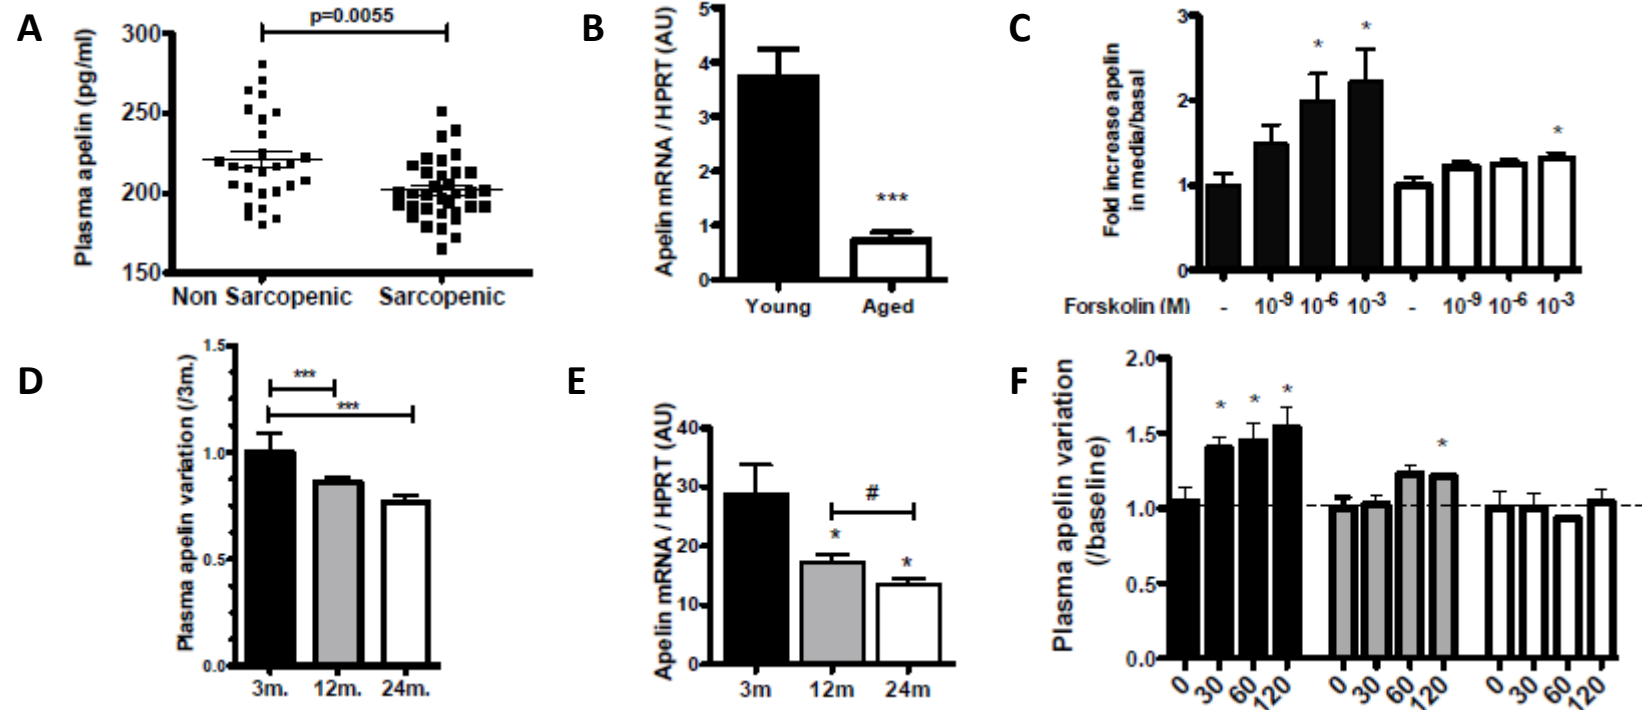 A
p=0.0055
Plasma apelin (pg/ml)
300
250
200
150
Non Sarcopenic
Sarcopenic
B
Apelin mRNA / HPRT (AU)
5
4
3
2
1
0
***
Young
Aged
C
Fold increase apelin
in media/basal
3
2
1
0
* * *
Forskolin (M) - 10-9 10-6 10-3 - 10-9 10-6 10-3
D
Plasma apelin variation (/3m.)
1.5
1.0
0.5
0.0
***
***
3m. 12m. 24m.
E
Apelin mRNA / HPRT (AU)
40
30
20
10
0
#
* *
3m 12m 24m
F
Plasma apelin variation
(/baseline)
2.0
1.5
1.0
0.5
0.0
* * * *
0 30 60 120 0 30 60 120 0 30 60 120